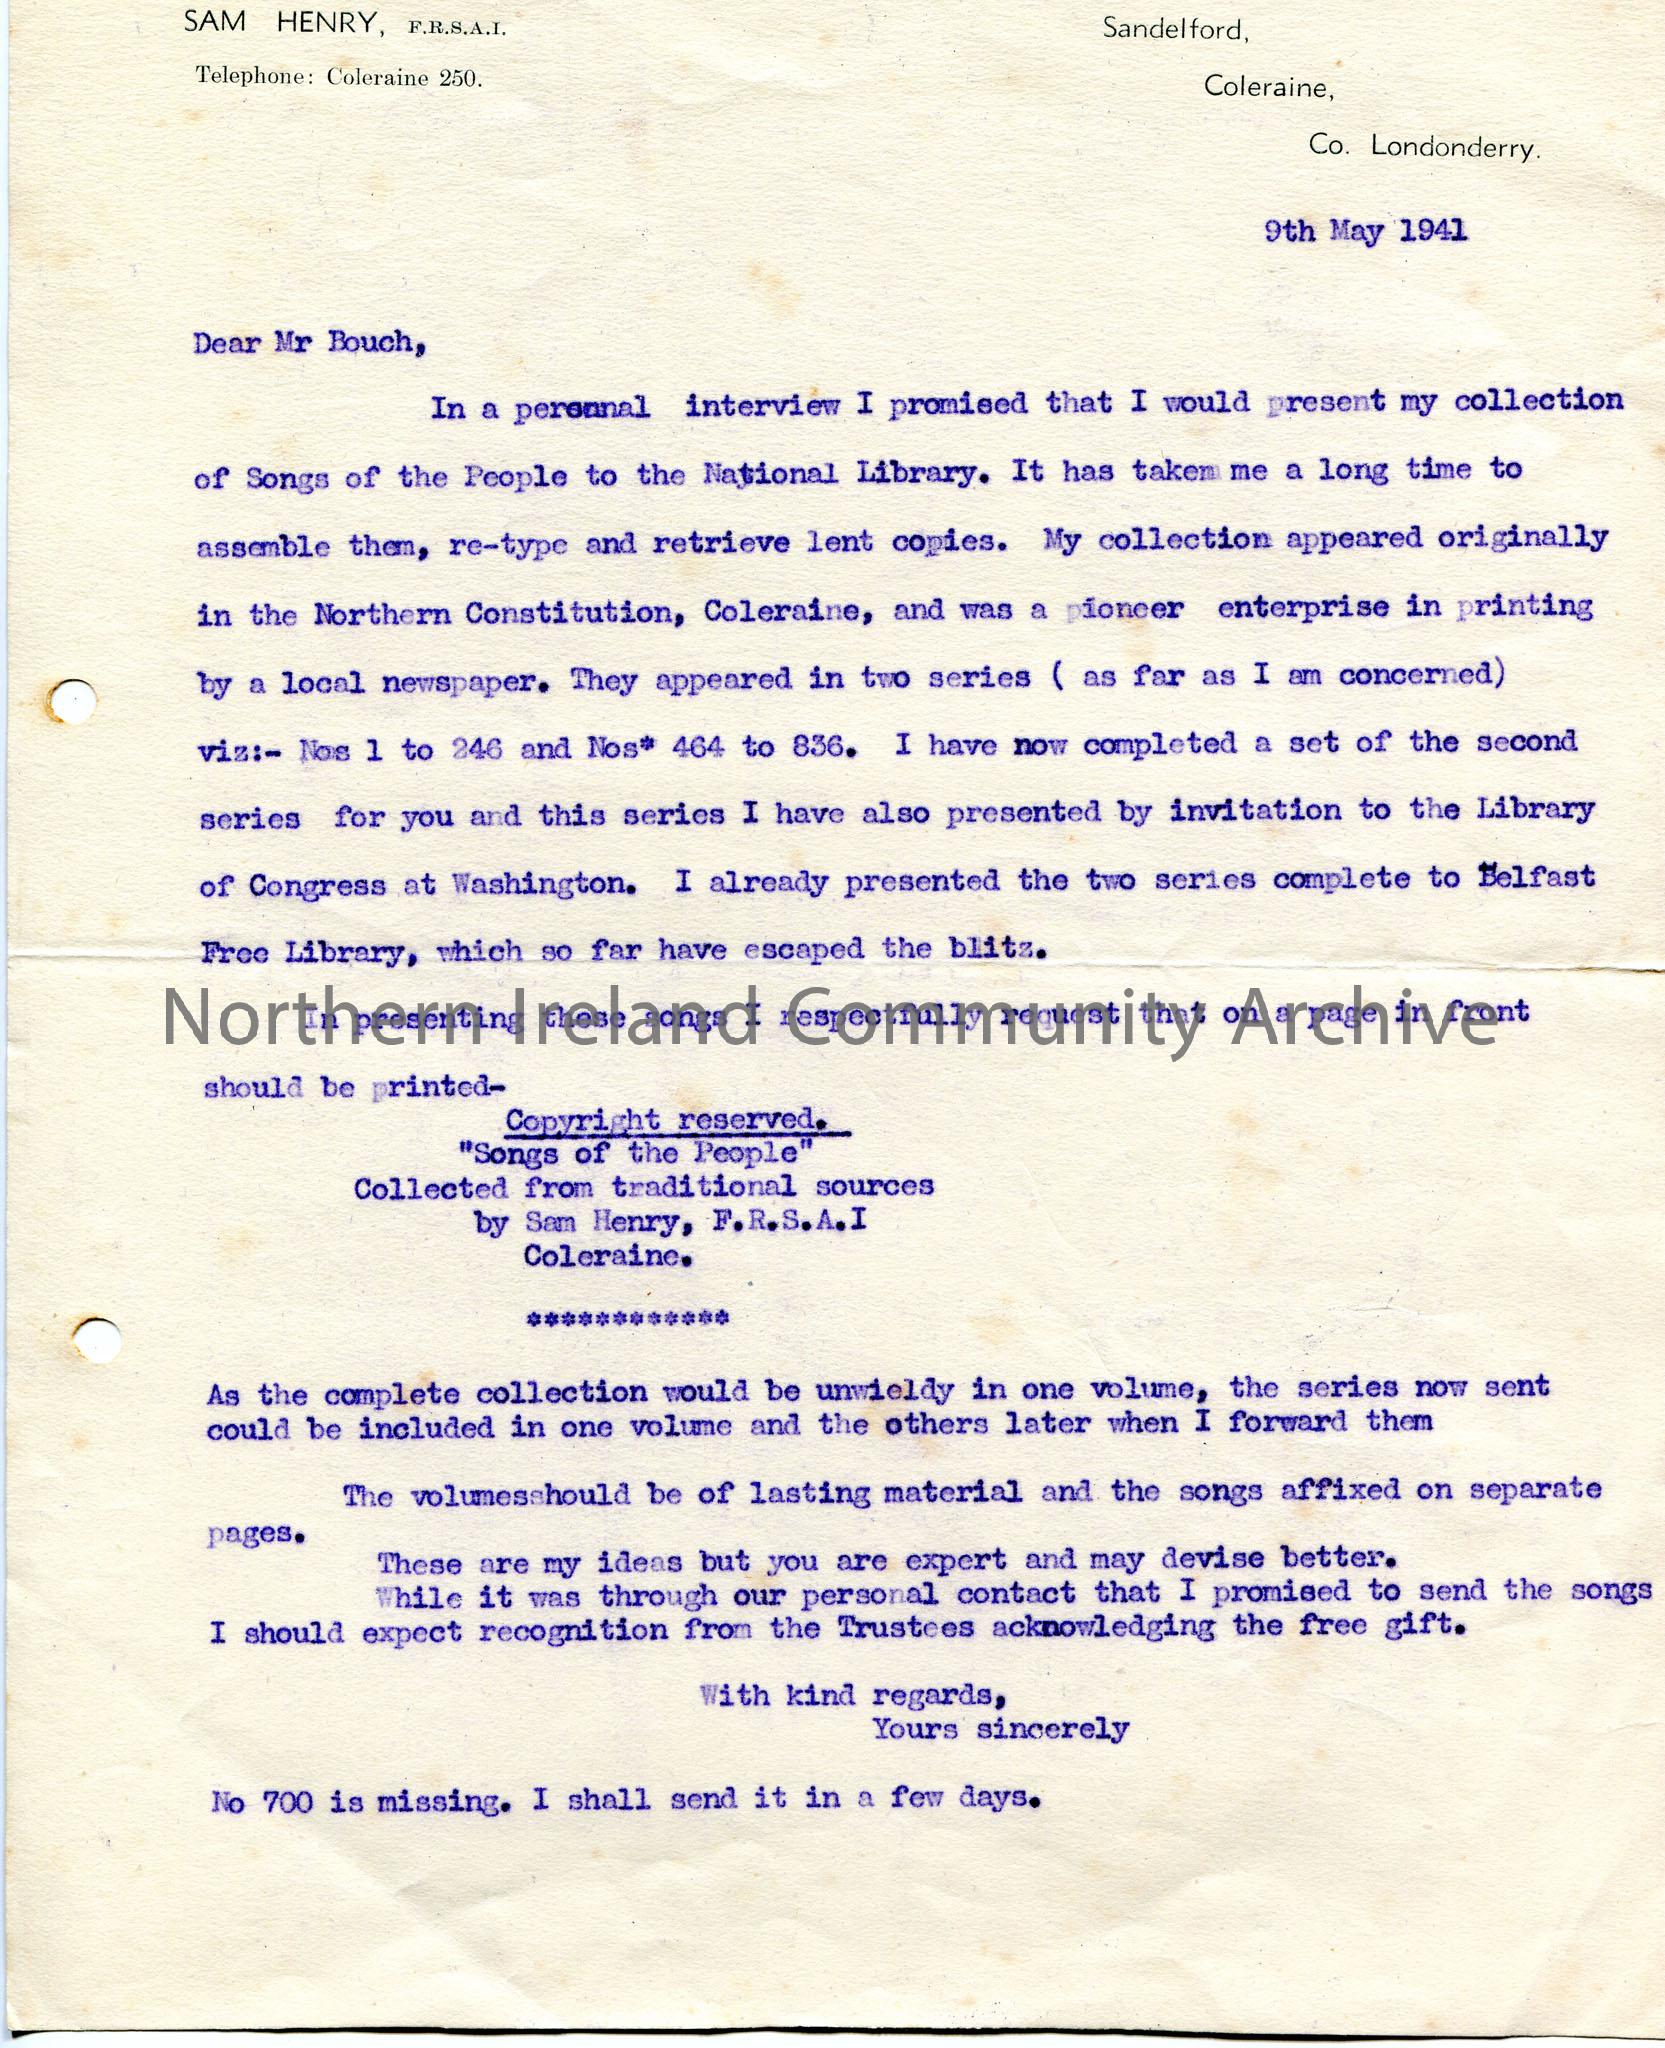 SAM HENRY, F.R.S.A.I.
Telephone: Coleraine 250.
Sandelford,
Coleraine,
Co. Londonderry.
9th May 1941
Dear Mr Bouch,
In a personal interview I promised that I would present my collection
of Songs of the People to the National Library. It has taken me a long time to
assemble them, re-type and retrieve lent copies. My collection appeared originally
in the Northern Constitution, Coleraine, and was a pioneer enterprise in printing
by a local newspaper. They appeared in two series ( as far as I am concerned)
viz:- Nos 1 to 246 and Nos* 464 to 836. I have now completed a set of the second
series for you and this series I have also presented by invitation to the Library
of Congress at Washington. I already presented the two series complete to Belfast
Free Library, which so far have escaped the blitz.
Northern Ireland Community Archive
In presenting these songs I respectfully request that on a page in front
should be printed-
Copyright reserved.
"Songs of the People"
Collected from traditional sources
by Sam Henry, F.R.S.A.I
Coleraine.
************
As the complete collection would be unwieldy in one volume, the series now sent
could be included in one volume and the others later when I forward them
The volumesshould be of lasting material and the songs affixed on separate
pages.
These are my ideas but you are expert and may devise better.
While it was through our personal contact that I promised to send the songs
I should expect recognition from the Trustees acknowledging the free gift.
With kind regards,
Yours sincerely
No 700 is missing. I shall send it in a few days.